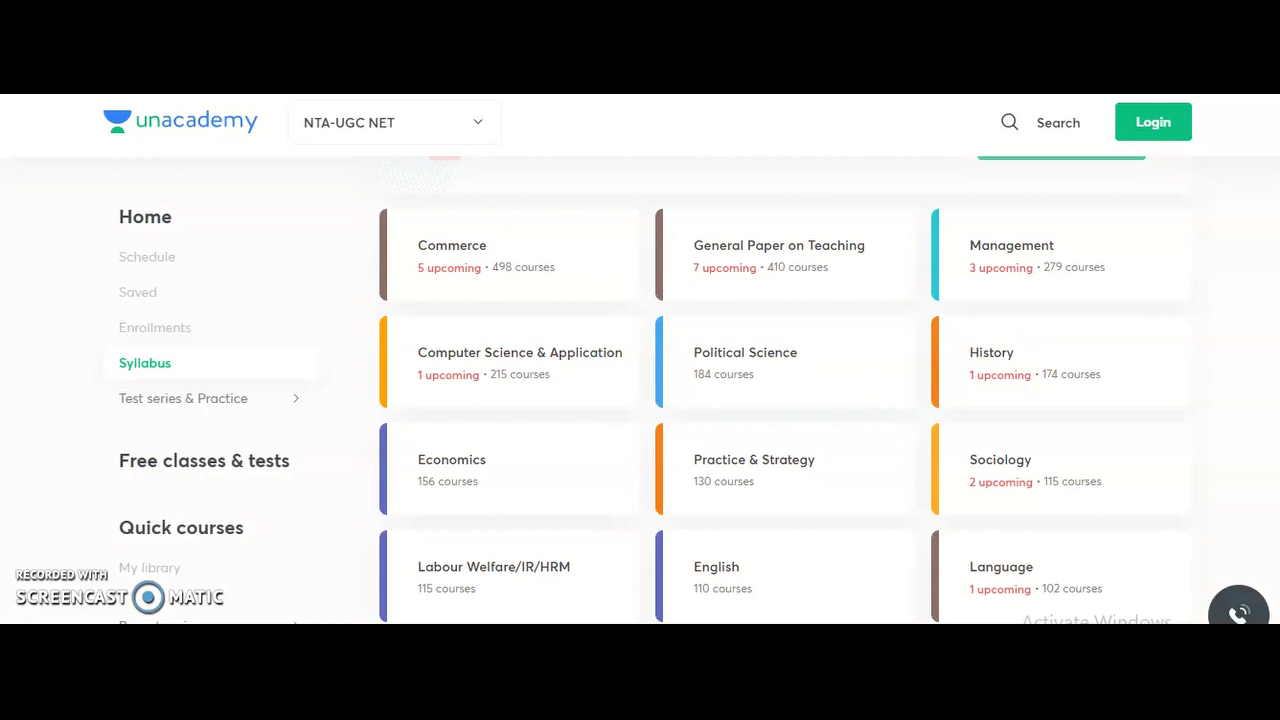 unacademy
NTA-UGC NET
Search
Login
Home
Schedule
Saved
Enrollments
Syllabus
Test series & Practice
Free classes & tests
Quick courses
My library
Commerce
5 upcoming • 498 courses
General Paper on Teaching
7 upcoming • 410 courses
Management
3 upcoming • 279 courses
Computer Science & Application
1 upcoming • 215 courses
Political Science
184 courses
History
1 upcoming • 174 courses
Economics
156 courses
Practice & Strategy
130 courses
Sociology
2 upcoming • 115 courses
Labour Welfare/IR/HRM
115 courses
English
110 courses
Language
1 upcoming • 102 courses
Activate Windows
RECORDED WITH
SCREENCAST MATIC